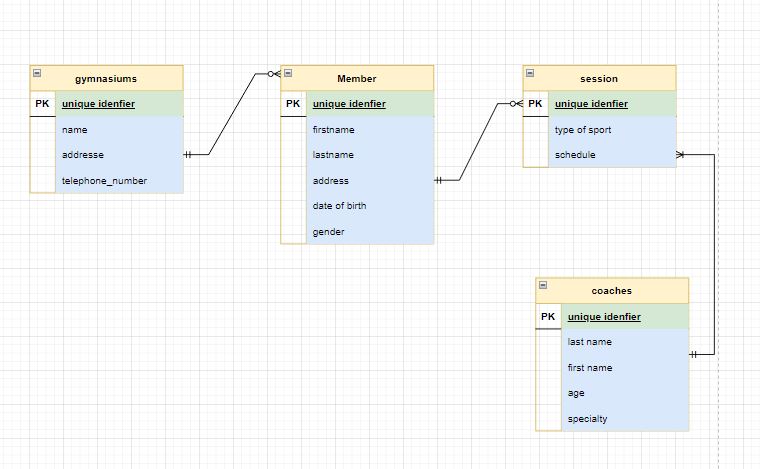 gymnasiums
PK unique idenfier
name
addresse
telephone_number
Member
PK unique idenfier
firstname
lastname
address
date of birth
gender
session
PK unique idenfier
type of sport
schedule
coaches
PK unique idenfier
last name
first name
age
specialty